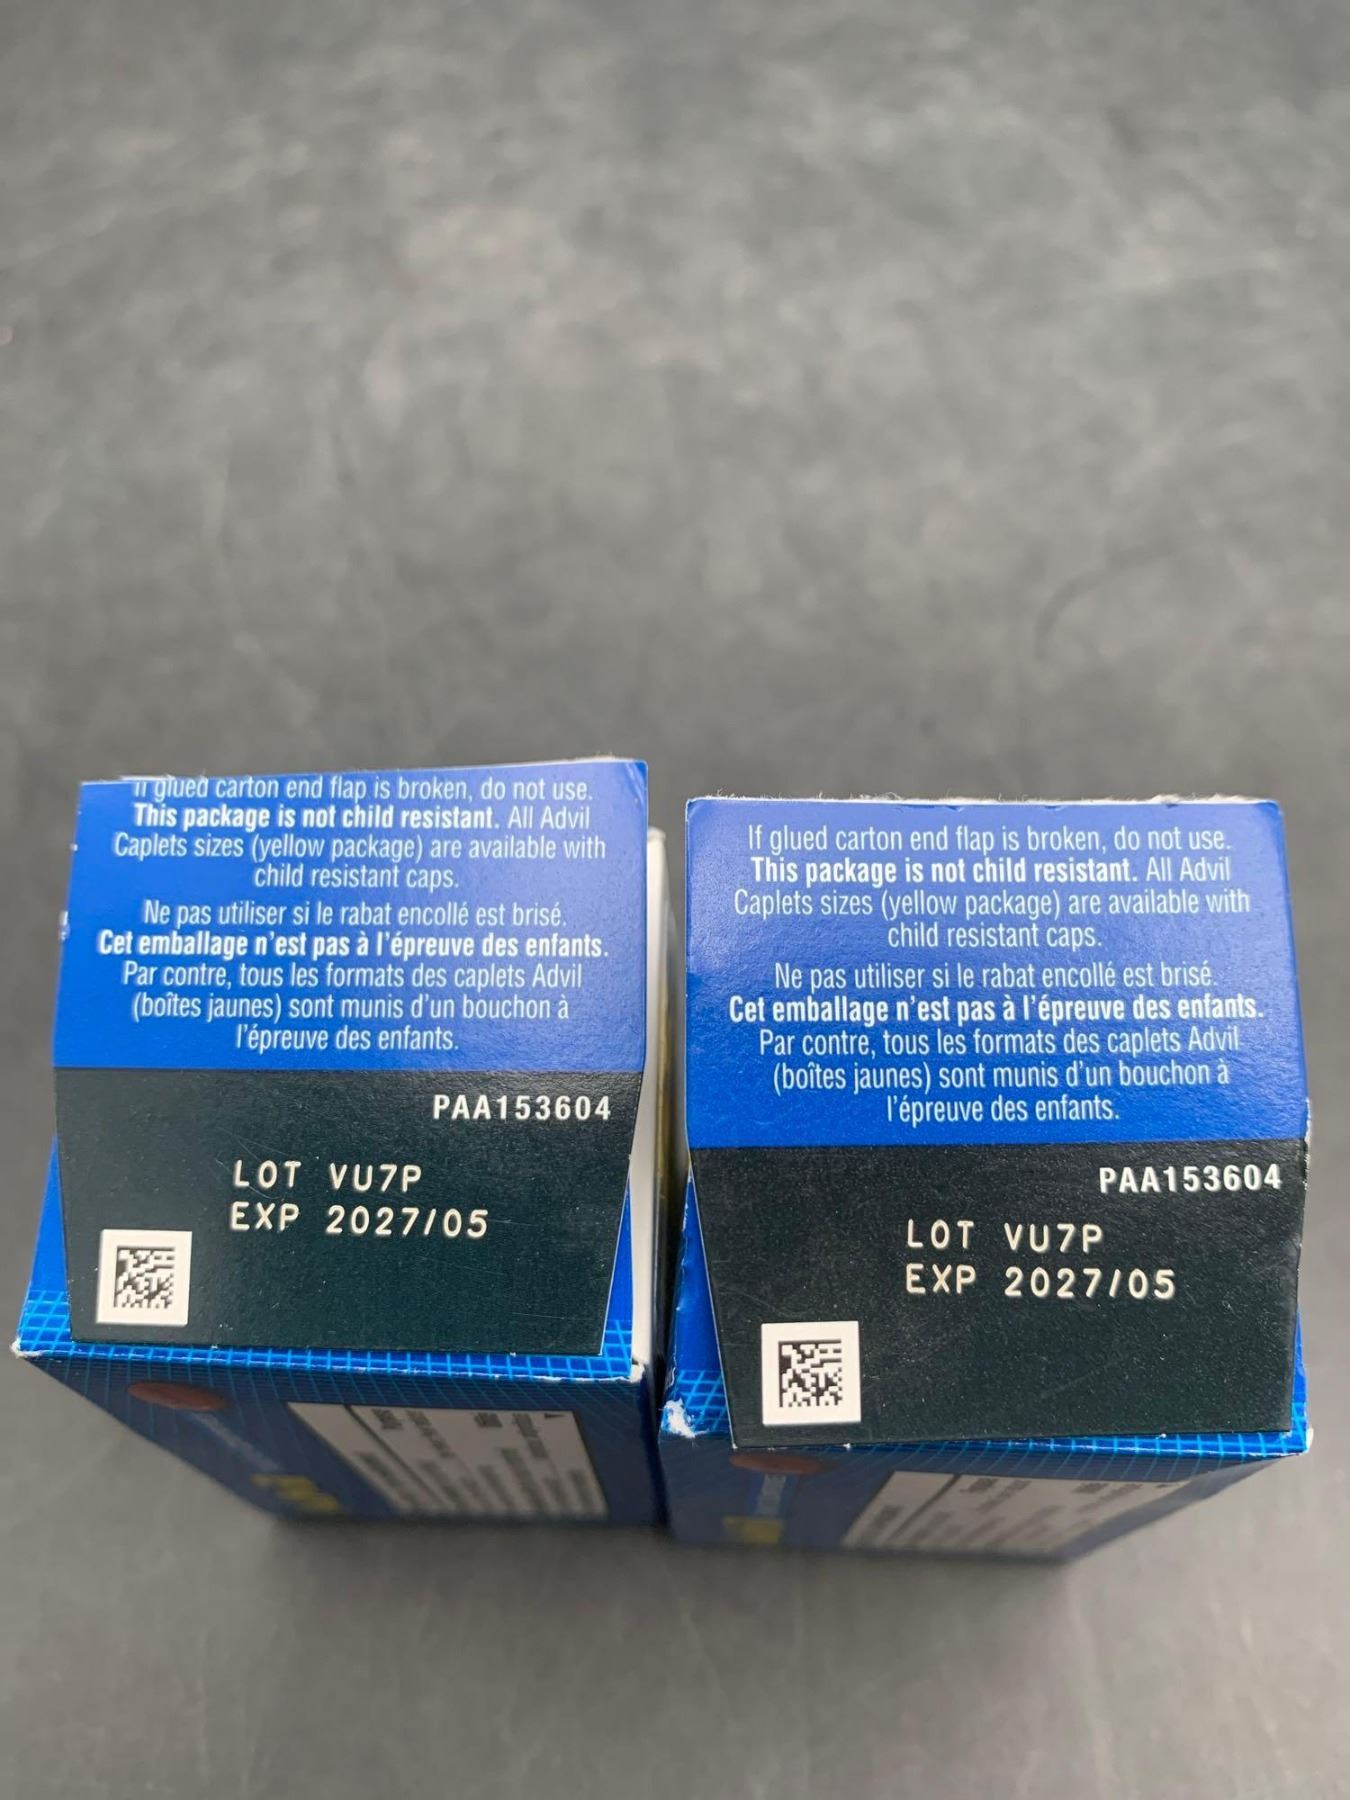 If glued carton end flap is broken, do not use.
This package is not child resistant. All Advil
Caplets sizes (yellow package) are available with
child resistant caps.
Ne pas utiliser si le rabat encollé est brisé.
Cet emballage n'est pas à l'épreuve des enfants.
Par contre, tous les formats des caplets Advil
(boîtes jaunes) sont munis d'un bouchon à
l'épreuve des enfants.
PAA153604
LOT VU7P
EXP 2027/05
If glued carton end flap is broken, do not use.
This package is not child resistant. All Advil
Caplets sizes (yellow package) are available with
child resistant caps.
Ne pas utiliser si le rabat encollé est brisé.
Cet emballage n'est pas à l'épreuve des enfants.
Par contre, tous les formats des caplets Advil
(boîtes jaunes) sont munis d'un bouchon à
l'épreuve des enfants.
PAA153604
LOT VU7P
EXP 2027/05